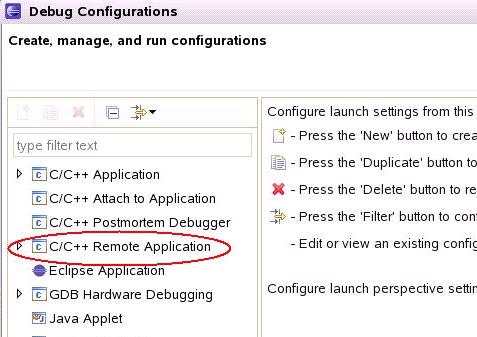 Debug Configurations
Create, manage, and run configurations
type filter text
C/C++ Application
C/C++ Attach to Application
C/C++ Postmortem Debugger
C/C++ Remote Application
Eclipse Application
GDB Hardware Debugging
Java Applet
Configure launch settings from this
- Press the 'New' button to crea
- Press the 'Duplicate' button to
- Press the 'Delete' button to re
- Press the 'Filter' button to conf
- Edit or view an existing config
Configure launch perspective settin